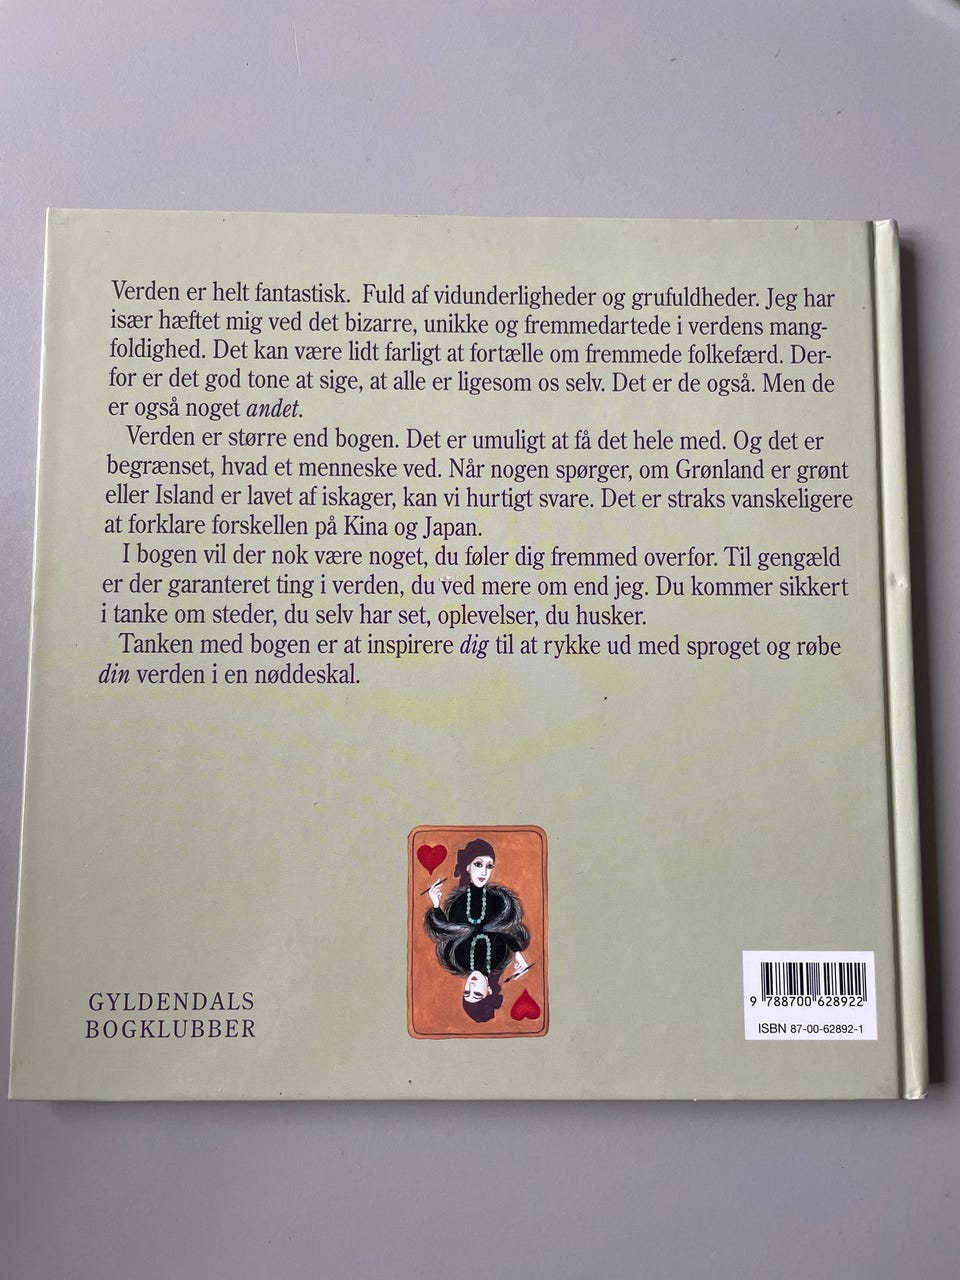 Verden er helt fantastisk. Fuld af vidunderligheder og grufuldheder. Jeg har
især hæftet mig ved det bizarre, unikke og fremmedartede i verdens mang-
foldighed. Det kan være lidt farligt at fortælle om fremmede folkefærd. Der-
for er det god tone at sige, at alle er ligesom os selv. Det er de også. Men de
er også noget andet.
Verden er større end bogen. Det er umuligt at få det hele med. Og det er
begrænset, hvad et menneske ved. Når nogen spørger, om Grønland er grønt
eller Island er lavet af iskager, kan vi hurtigt svare. Det er straks vanskeligere
at forklare forskellen på Kina og Japan.
I bogen vil der nok være noget, du føler dig fremmed overfor. Til gengæld
er der garanteret ting i verden, du ved mere om end jeg. Du kommer sikkert
i tanke om steder, du selv har set, oplevelser, du husker.
Tanken med bogen er at inspirere dig til at rykke ud med sproget og røbe
din verden i en nøddeskal.
GYLDENDALS
BOGKLUBBER
9 788700 628922
ISBN 87-00-62892-1